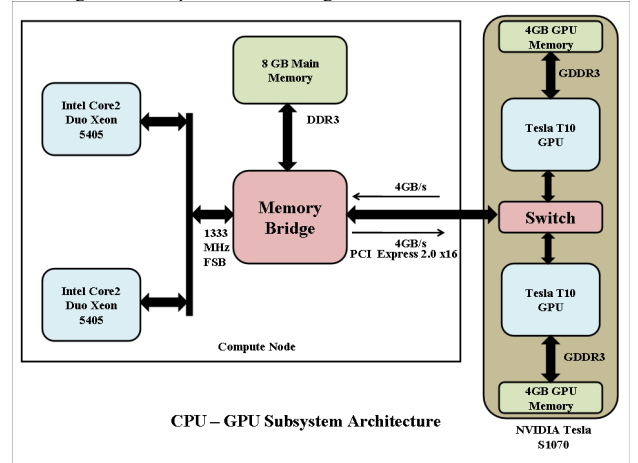 8 GB Main
Memory
Intel Core2
Duo Xeon
5405
DDR3
Memory
Bridge
1333
MHz
FSB
4GB/s
4GB/s
PCI Express 2.0 x16
Intel Core2
Duo Xeon
5405
Compute Node
4GB GPU
Memory
GDDR3
Tesla T10
GPU
Switch
Tesla T10
GPU
GDDR3
4GB GPU
Memory
NVIDIA Tesla
S1070
CPU – GPU Subsystem Architecture